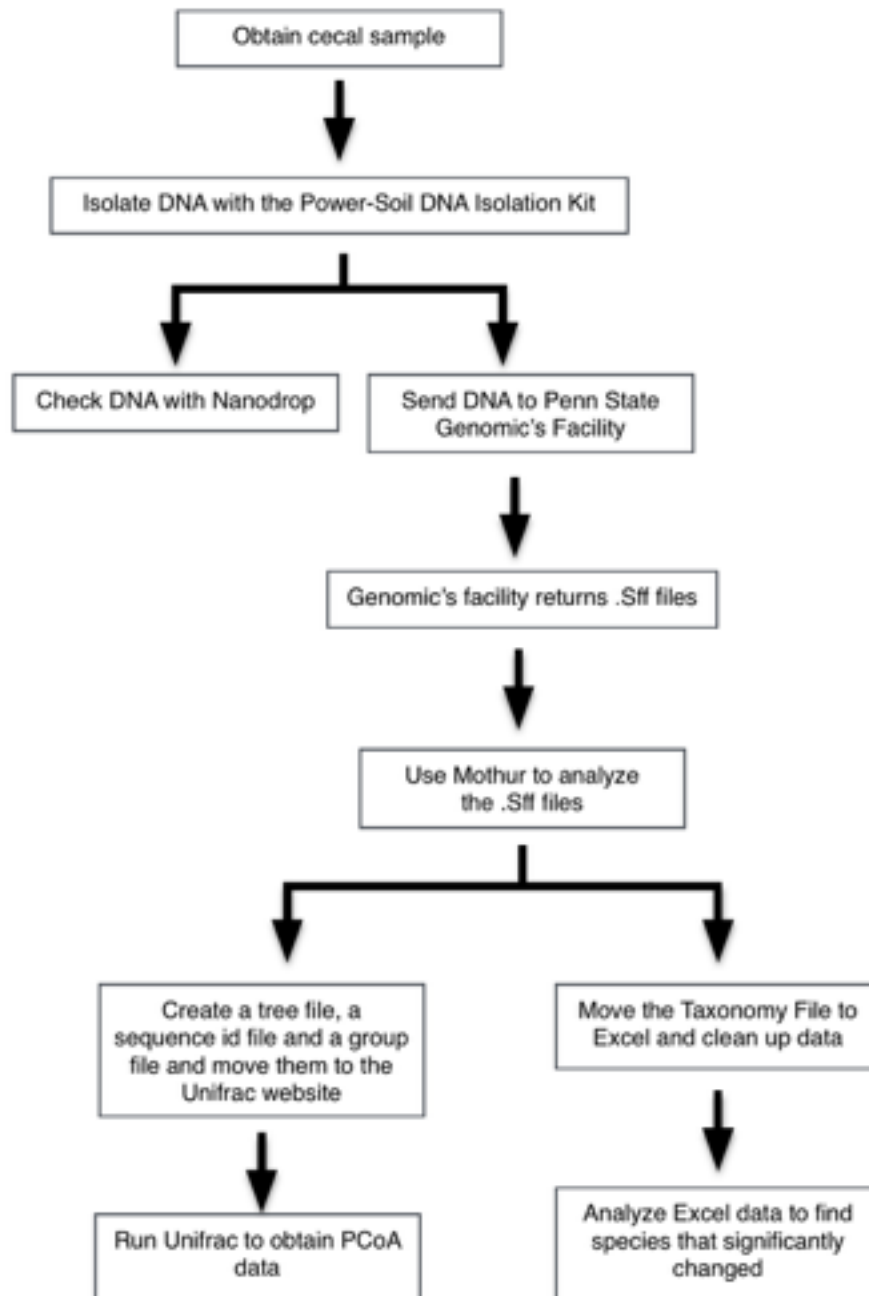 Obtain cecal sample
Isolate DNA with the Power-Soil DNA Isolation Kit
Check DNA with Nanodrop
Send DNA to Penn State
Genomic's Facility
Genomic's facility returns .Sff files
Use Mothur to analyze
the .Sff files
Create a tree file, a
sequence id file and a group
file and move them to the
Unifrac website
Move the Taxonomy File to
Excel and clean up data
Run Unifrac to obtain PCoA
data
Analyze Excel data to find
species that significantly
changed